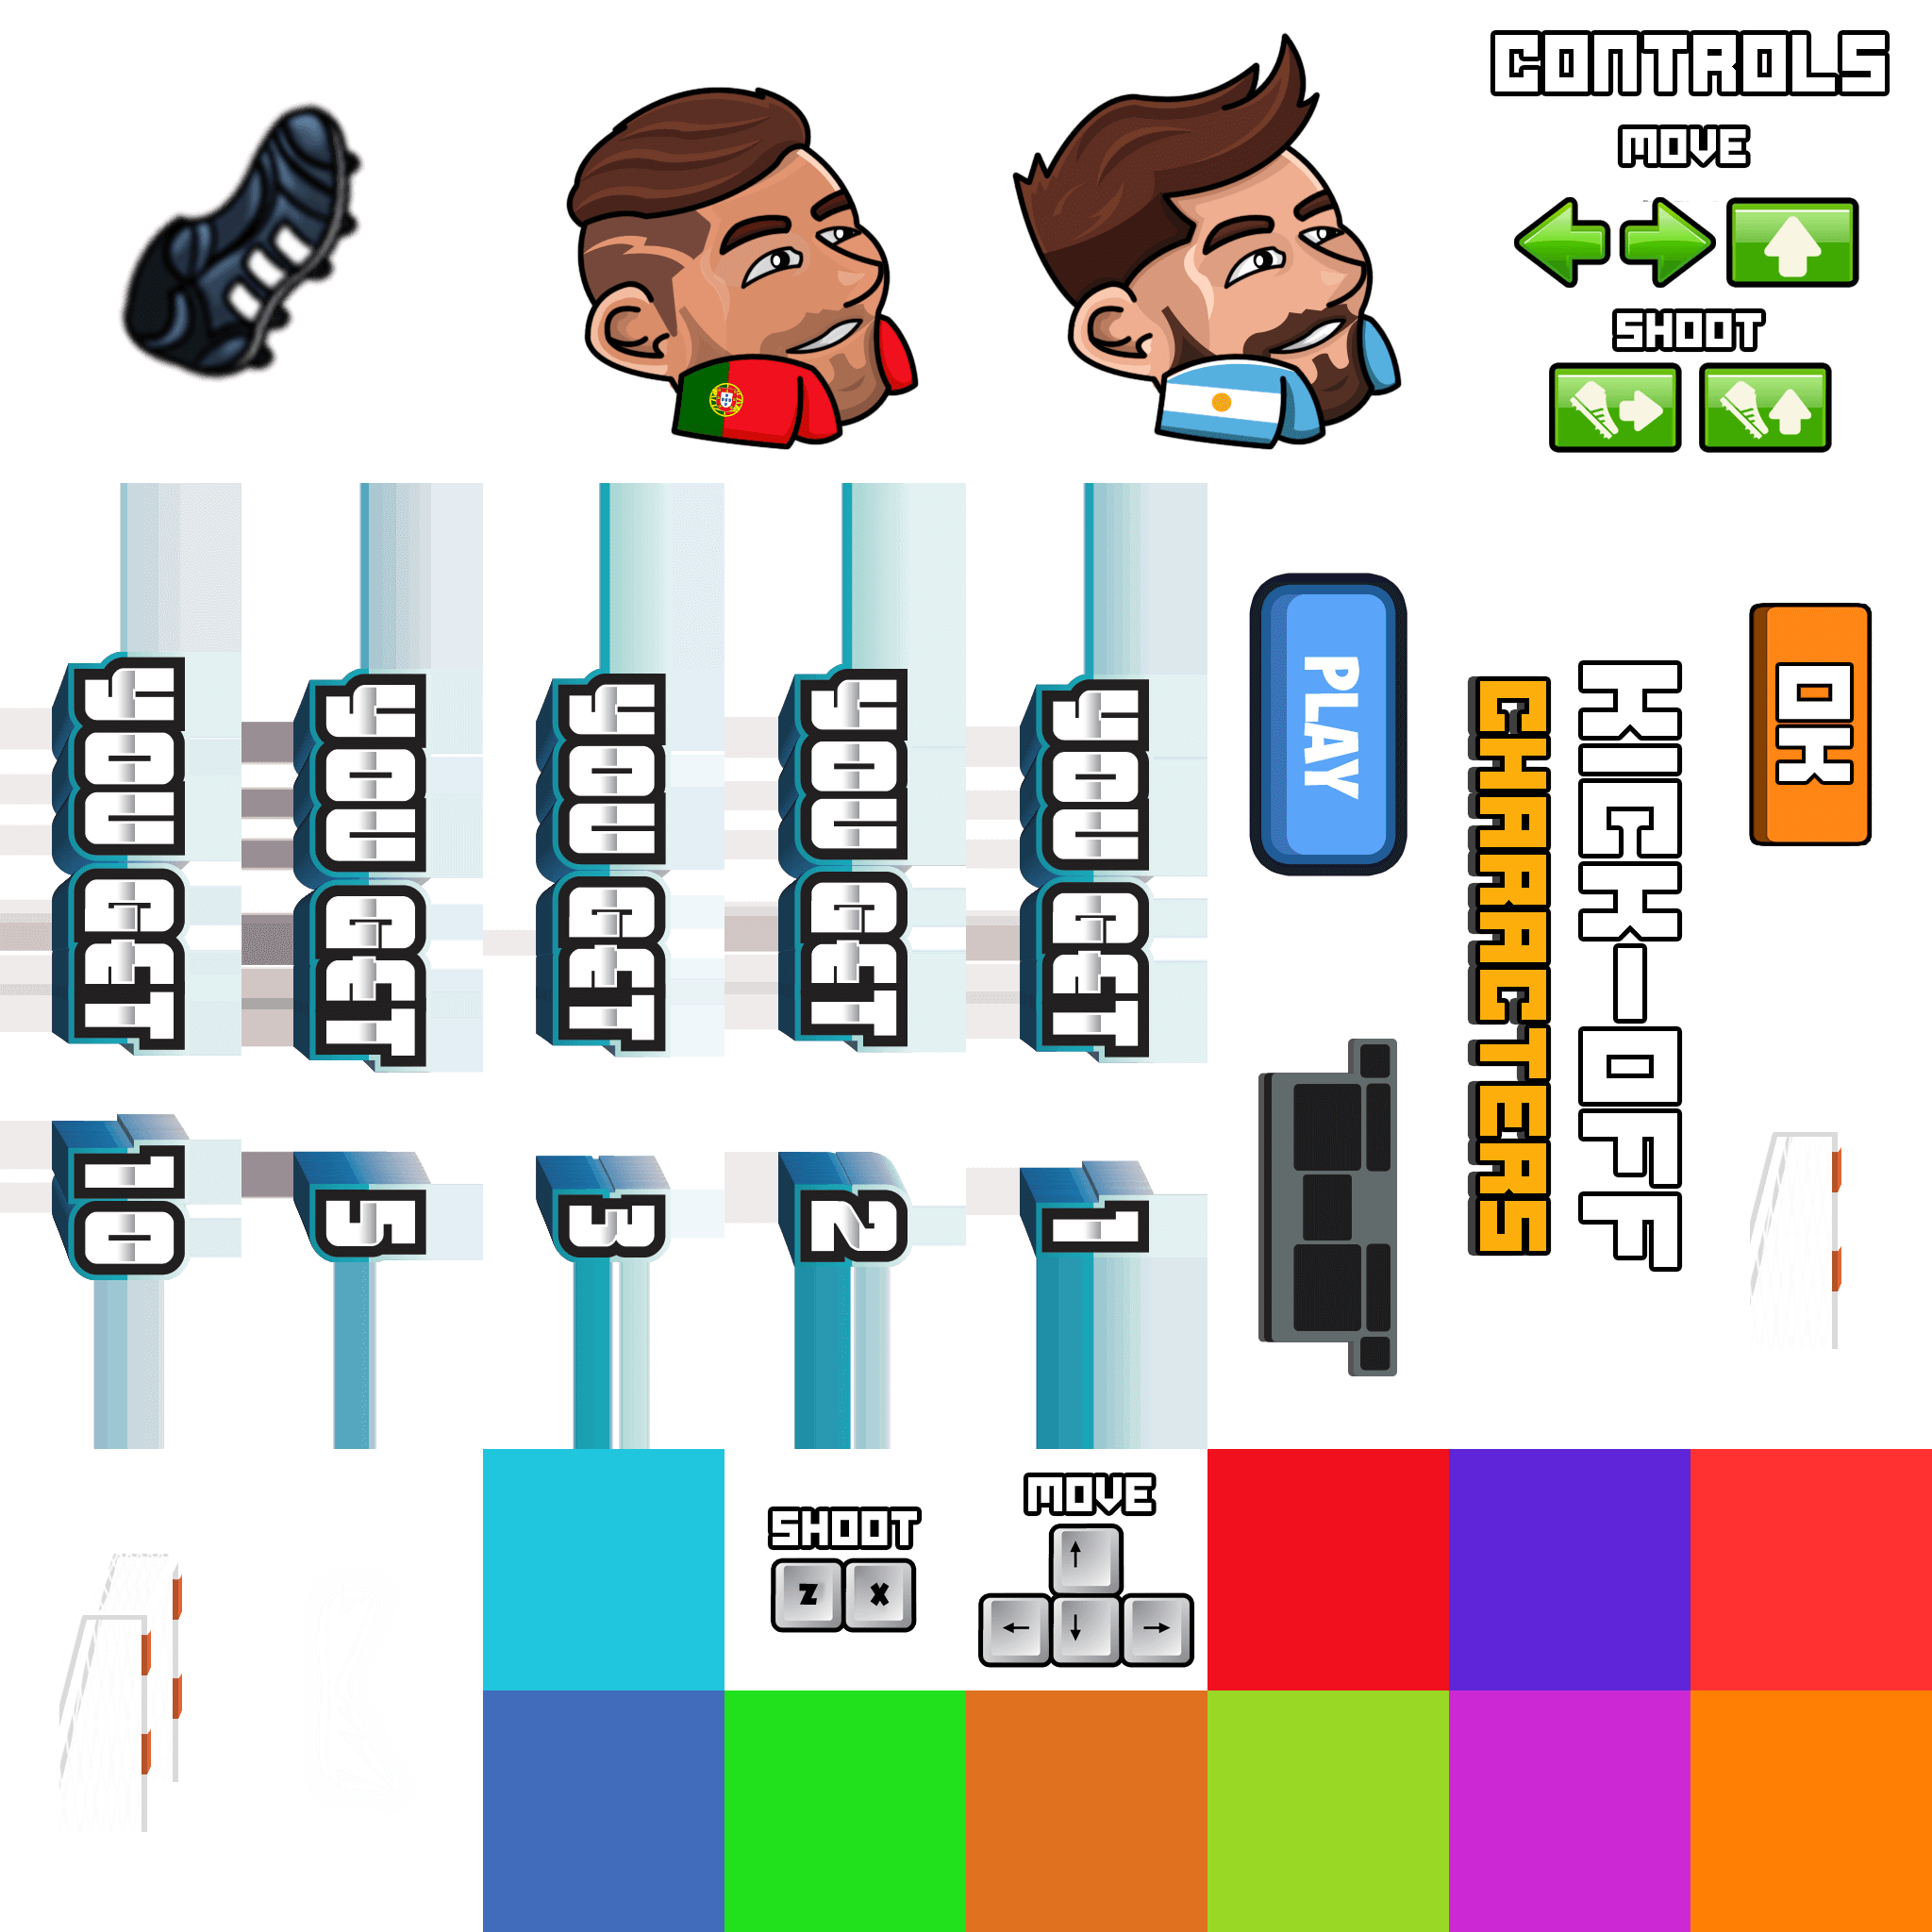 CONTROLS
MOVE
SHOOT
YOU GET 10
YOU GET 5
YOU GET 3
YOU GET 2
YOU GET 1
PLAY
CHARACTERS
KICK-OFF
OK
SHOOT
Z X
MOVE
↑
← ↓ →